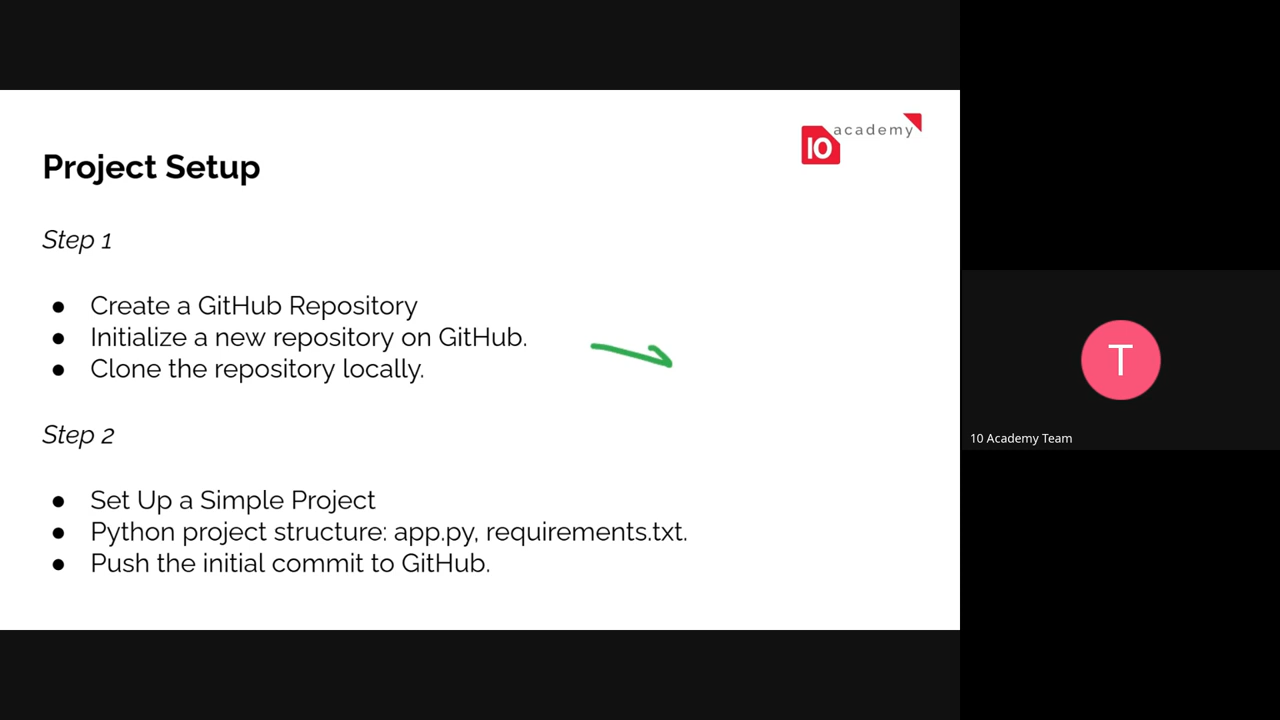 10 academy
Project Setup
Step 1
● Create a GitHub Repository
● Initialize a new repository on GitHub.
● Clone the repository locally.
Step 2
● Set Up a Simple Project
● Python project structure: app.py, requirements.txt.
● Push the initial commit to GitHub.
T
10 Academy Team